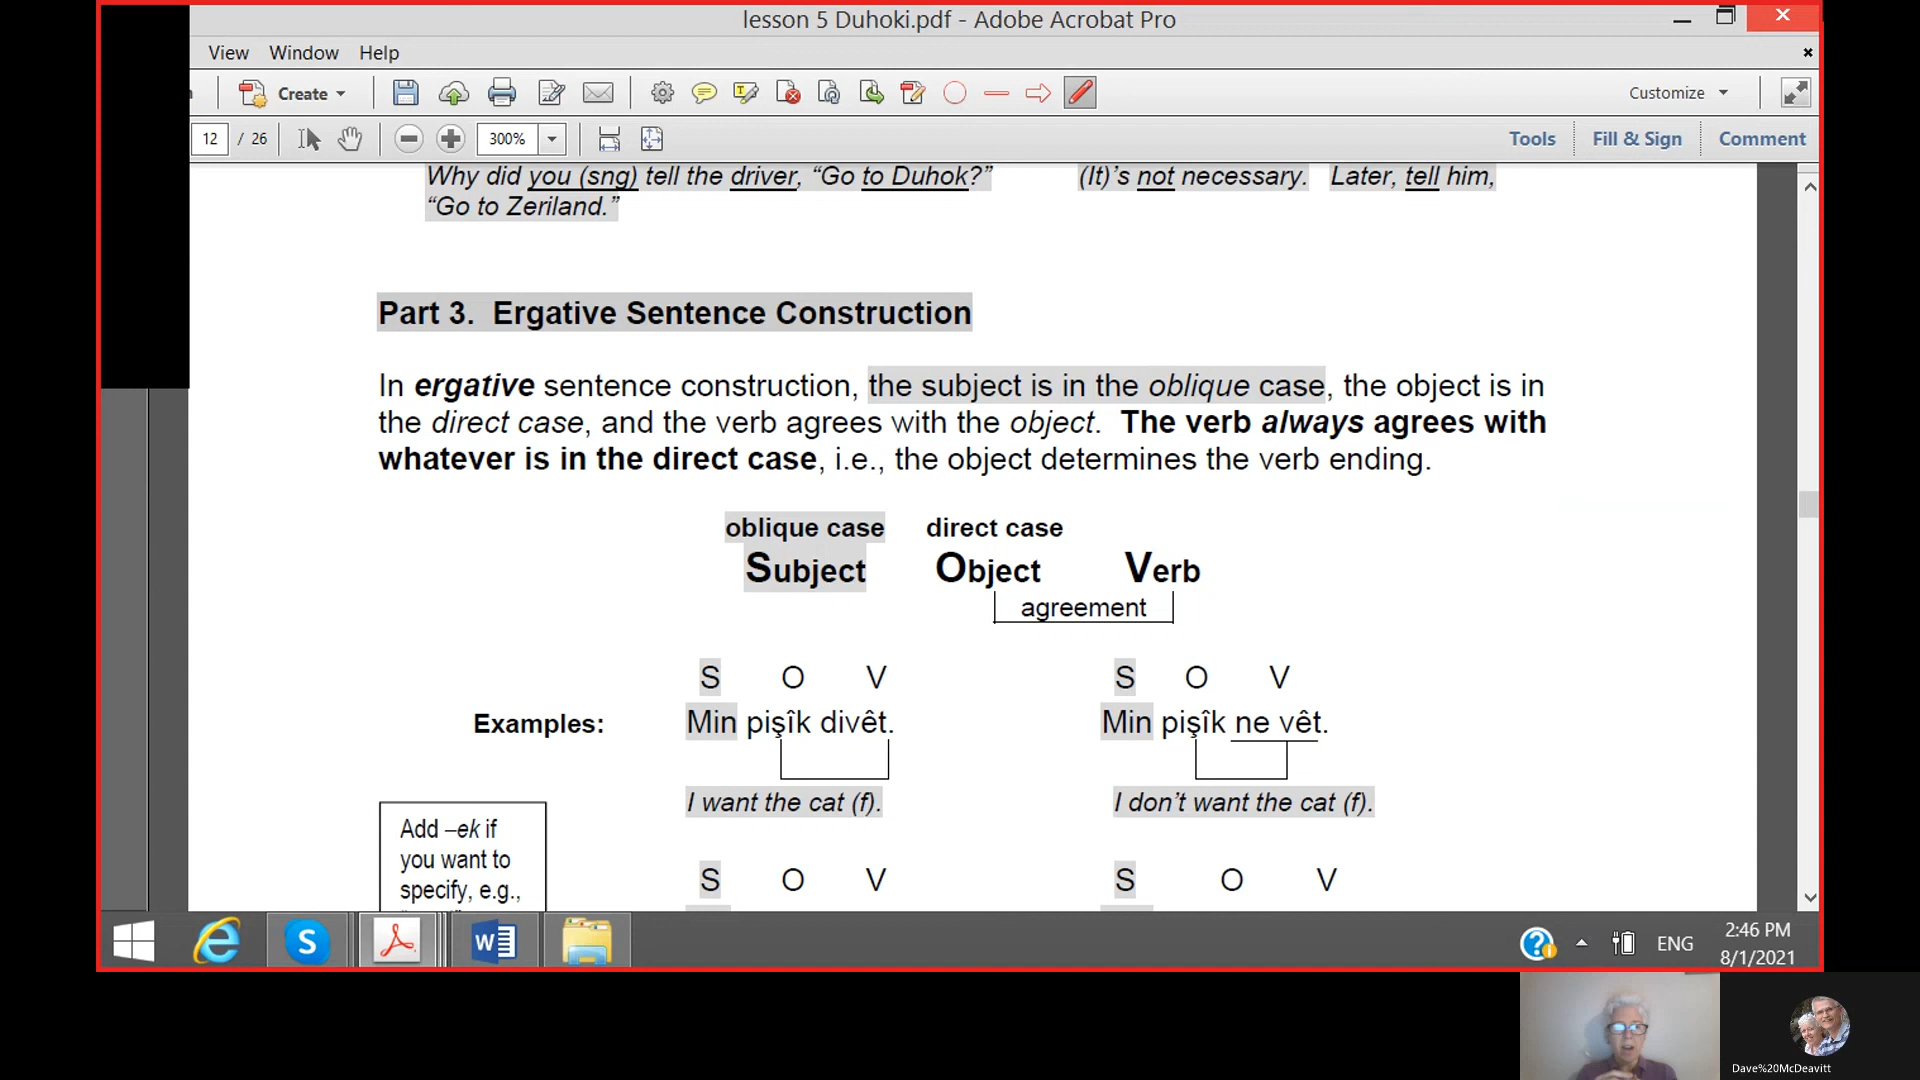 lesson 5 Duhoki.pdf - Adobe Acrobat Pro
View Window Help
Create Customize
12 / 26 300% Tools Fill & Sign Comment
Why did you (sng) tell the driver, “Go to Duhok?” (It)’s not necessary. Later, tell him,
“Go to Zeriland.”
Part 3. Ergative Sentence Construction
In ergative sentence construction, the subject is in the oblique case, the object is in
the direct case, and the verb agrees with the object. The verb always agrees with
whatever is in the direct case, i.e., the object determines the verb ending.
oblique case direct case
Subject Object Verb
agreement
S O V S O V
Examples: Min pişîk divêt. Min pişîk ne vêt.
I want the cat (f). I don’t want the cat (f).
Add –ek if
you want to
specify, e.g.,
S O V S O V
ENG
2:46 PM
8/1/2021
Dave%20McDeavitt